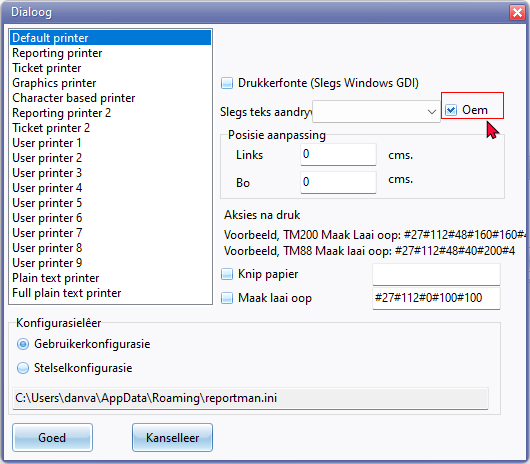 Dialoog
Default printer
Reporting printer
Ticket printer
Graphics printer
Character based printer
Reporting printer 2
Ticket printer 2
User printer 1
User printer 2
User printer 3
User printer 4
User printer 5
User printer 6
User printer 7
User printer 8
User printer 9
Plain text printer
Full plain text printer
Drukkerfonte (Slegs Windows GDI)
Slegs teks aandryw
Oem
Posisie aanpassing
Links 0 cms.
Bo 0 cms.
Aksies na druk
Voorbeeld, TM200 Maak Laai oop: #27#112#48#160#160#4
Voorbeeld, TM88 Maak laai oop: #27#112#48#40#200#4
Knip papier
Maak laai oop #27#112#0#100#100
Konfigurasielêer
Gebruikerkonfigurasie
Stelselkonfigurasie
C:\Users\danva\AppData\Roaming\reportman.ini
Goed Kanselleer